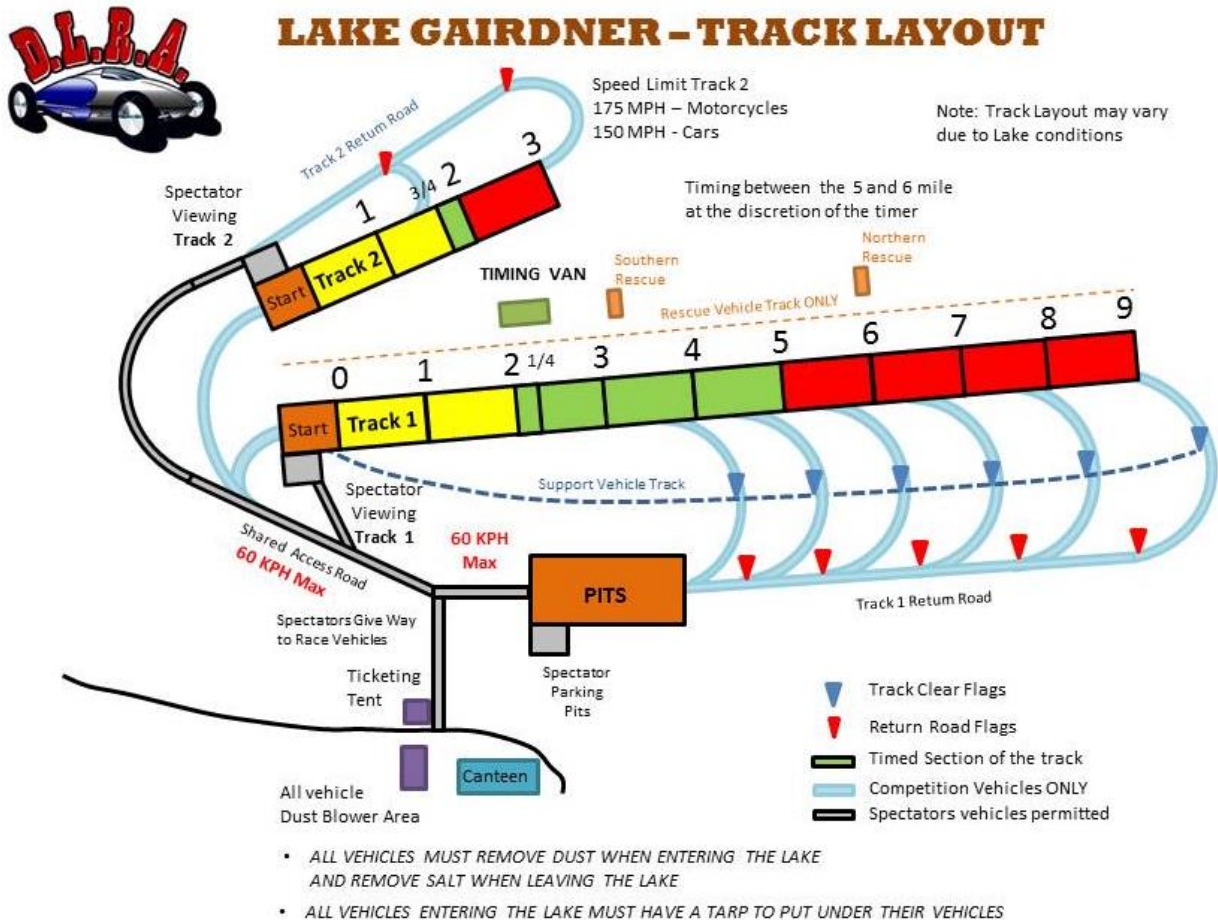 D.L.R.A.
LAKE GAIRDNER – TRACK LAYOUT
Speed Limit Track 2
175 MPH – Motorcycles
150 MPH - Cars
Note: Track Layout may vary
due to Lake conditions
Track 2 Return Road
Spectator
Viewing
Track 2
1
3/4
2
3
Start
Track 2
Timing between the 5 and 6 mile
at the discretion of the timer
TIMING VAN
Southern
Rescue
Northern
Rescue
Rescue Vehicle Track ONLY
0
1
2
1/4
3
4
5
6
7
8
9
Start
Track 1
Support Vehicle Track
Spectator
Viewing
Track 1
Shared Access Road
60 KPH Max
60 KPH
Max
PITS
Track 1 Return Road
Spectators Give Way
to Race Vehicles
Ticketing
Tent
Spectator
Parking
Pits
All vehicle
Dust Blower Area
Canteen
Track Clear Flags
Return Road Flags
Timed Section of the track
Competition Vehicles ONLY
Spectators vehicles permitted
• ALL VEHICLES MUST REMOVE DUST WHEN ENTERING THE LAKE
AND REMOVE SALT WHEN LEAVING THE LAKE
• ALL VEHICLES ENTERING THE LAKE MUST HAVE A TARP TO PUT UNDER THEIR VEHICLES